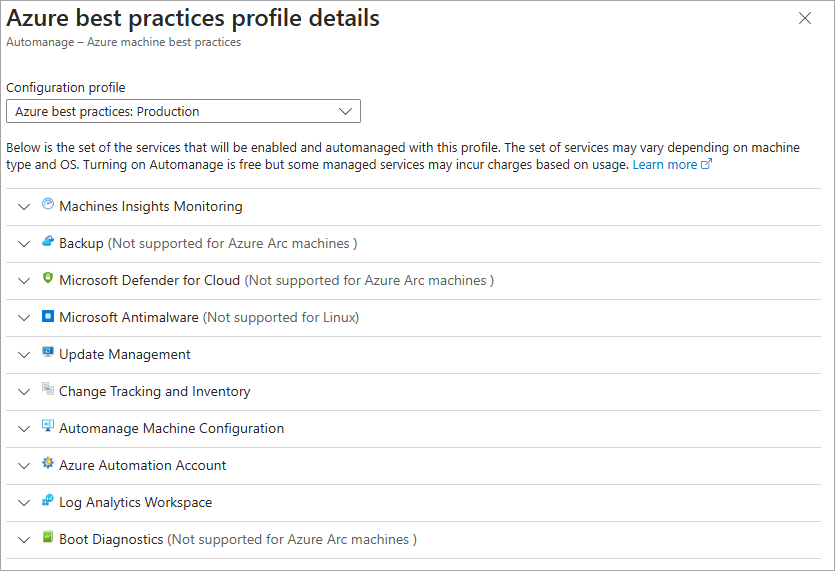 Azure best practices profile details
Automanage – Azure machine best practices
Configuration profile
Azure best practices: Production
Below is the set of the services that will be enabled and automanaged with this profile. The set of services may vary depending on machine
type and OS. Turning on Automanage is free but some managed services may incur charges based on usage. Learn more
Machines Insights Monitoring
Backup (Not supported for Azure Arc machines )
Microsoft Defender for Cloud (Not supported for Azure Arc machines )
Microsoft Antimalware (Not supported for Linux)
Update Management
Change Tracking and Inventory
Automanage Machine Configuration
Azure Automation Account
Log Analytics Workspace
Boot Diagnostics (Not supported for Azure Arc machines )